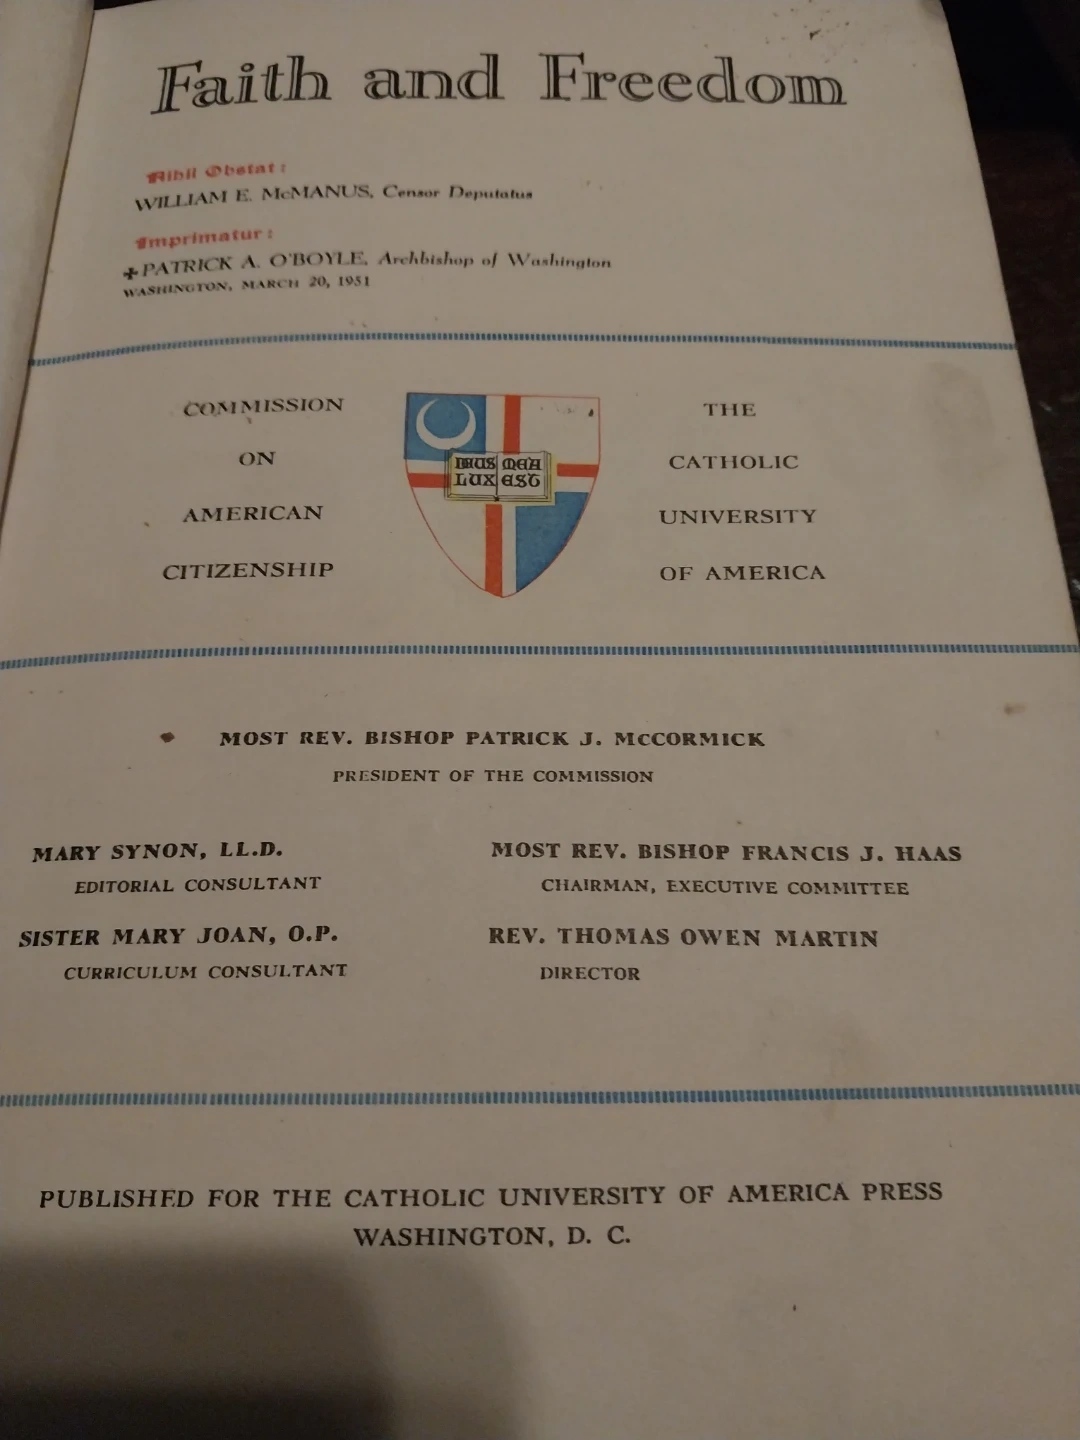 Faith and Freedom
Nihil Obstat:
WILLIAM E. McMANUS, Censor Deputatus
Imprimatur:
✠PATRICK A. O'BOYLE, Archbishop of Washington
WASHINGTON, MARCH 20, 1951
COMMISSION
ON
AMERICAN
CITIZENSHIP
DEUS MEA
LUX EST
THE
CATHOLIC
UNIVERSITY
OF AMERICA
MOST REV. BISHOP PATRICK J. McCORMICK
PRESIDENT OF THE COMMISSION
MARY SYNON, LL.D.
EDITORIAL CONSULTANT
SISTER MARY JOAN, O.P.
CURRICULUM CONSULTANT
MOST REV. BISHOP FRANCIS J. HAAS
CHAIRMAN, EXECUTIVE COMMITTEE
REV. THOMAS OWEN MARTIN
DIRECTOR
PUBLISHED FOR THE CATHOLIC UNIVERSITY OF AMERICA PRESS
WASHINGTON, D. C.